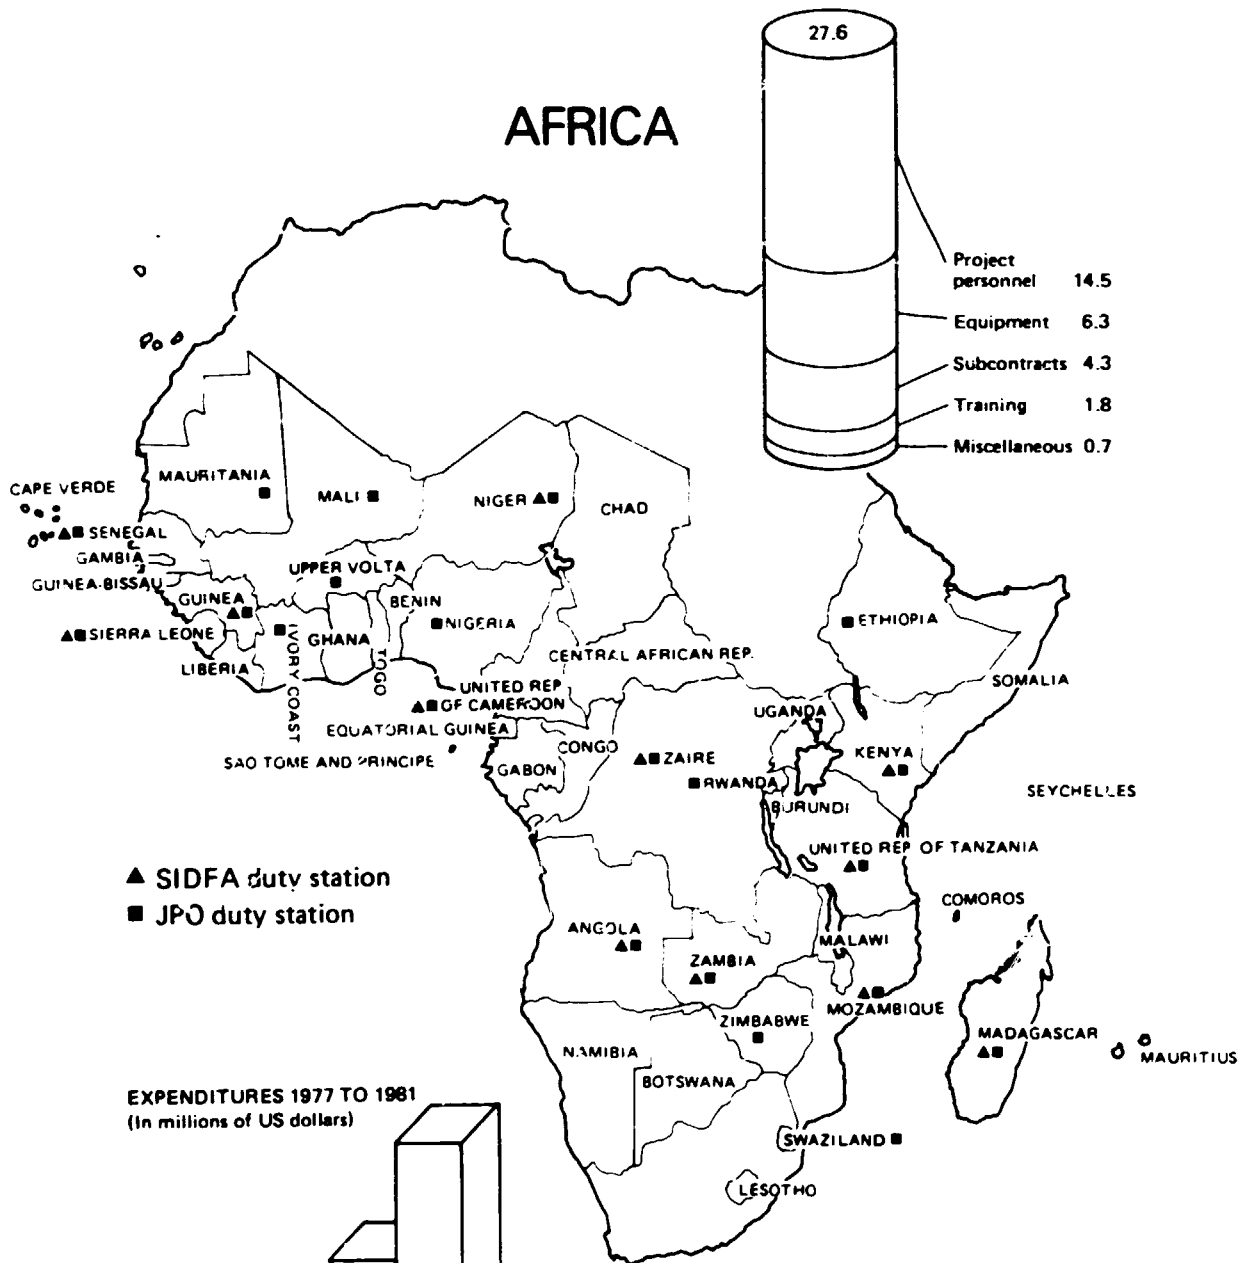 27.6
AFRICA
Project
personnel 14.5
Equipment 6.3
Subcontracts 4.3
Training 1.8
Miscellaneous 0.7
MAURITANIA
CAPE VERDE
MALI
NIGER
CHAD
SENEGAL
GAMBIA
UPPER VOLTA
GUINEA-BISSAU
GUINEA
BENIN
NIGERIA
ETHIOPIA
SIERRA LEONE
GHANA
LIBERIA
IVORY COAST
TOGO
CENTRAL AFRICAN REP.
SOMALIA
UNITED REP
OF CAMEROON
UGANDA
EQUATORIAL GUINEA
CONGO
ZAIRE
KENYA
SAO TOME AND PRINCIPE
GABON
RWANDA
BURUNDI
SEYCHELLES
UNITED REP. OF TANZANIA
▲ SIDFA duty station
■ JPO duty station
COMOROS
ANGOLA
MALAWI
ZAMBIA
MOZAMBIQUE
ZIMBABWE
MADAGASCAR
NAMIBIA
MAURITIUS
BOTSWANA
EXPENDITURES 1977 TO 1981
(In millions of US dollars)
SWAZILAND
LESOTHO